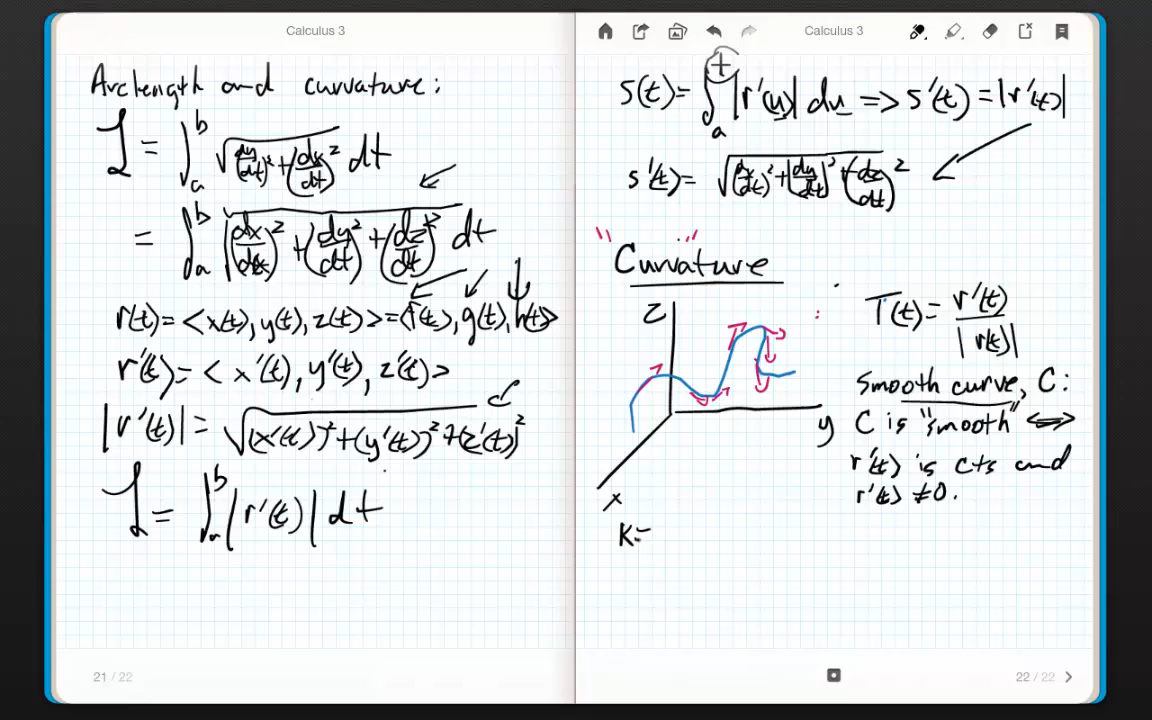 Calculus 3
Arc length and curvature:
L = ∫_a^b √((dy/dt)² + (dx/dt)²) dt
= ∫_a^b √((dx/dt)² + (dy/dt)² + (dz/dt)²) dt
r(t) = <x(t), y(t), z(t)> = <f(t), g(t), h(t)>
r'(t) = <x'(t), y'(t), z'(t)>
|r'(t)| = √((x'(t))² + (y'(t))² + (z'(t))²
L = ∫_a^b |r'(t)| dt
21 / 22
Calculus 3
S(t) = ∫_a^t |r'(u)| du => s'(t) = |r'(t)|
s'(t) = √((dx/dt)² + (dy/dt)² + (dz/dt)²
"Curvature"
z
y
x
T(t) = r'(t) / |r(t)|
Smooth curve, C:
C is "smooth" <=>
r'(t) is cts and
r'(t) ≠ 0.
K=
22 / 22